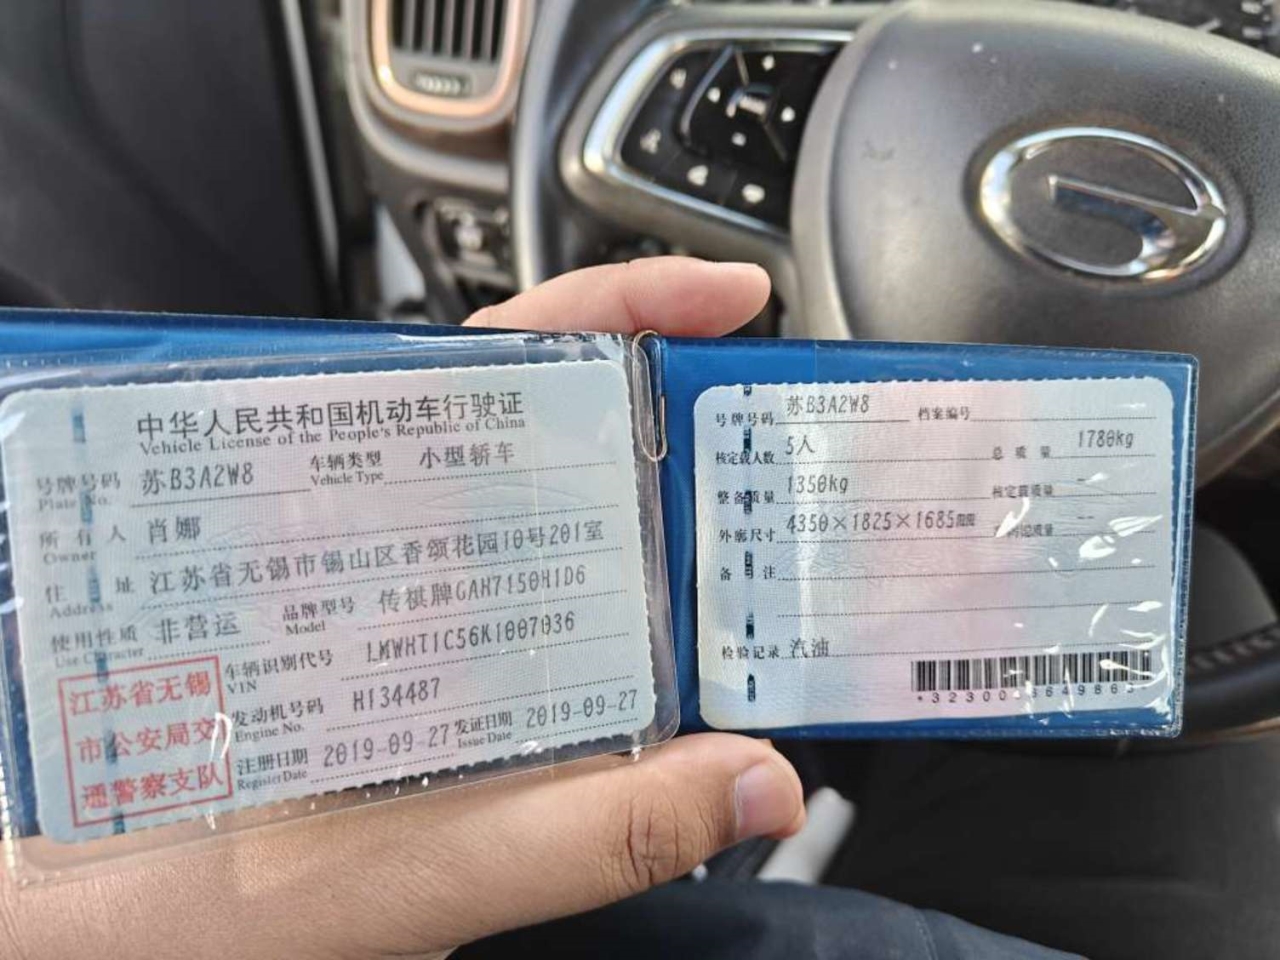 中华人民共和国机动车行驶证
Vehicle License of the People's Republic of China
号牌号码 苏B3A2W8 车辆类型 小型轿车
Plate No. Vehicle Type
所有人 肖娜
Owner
住址 江苏省无锡市锡山区香颂花园10号201室
Address
使用性质 非营运 品牌型号 传祺牌GAH7150H1D6
Use Character Model
车辆识别代号 LMWHT1C56K1007036
VIN
发动机号码 H134487
Engine No.
注册日期 2019-09-27 发证日期 2019-09-27
Register Date Issue Date
江苏省无锡
市公安局交
通警察支队
号牌号码 苏B3A2W8 档案编号
核定载人数 5人 总质量 1780kg
整备质量 1350kg 核定载质量 --
外廓尺寸 4350×1825×1685 --
备注
检验记录 汽油